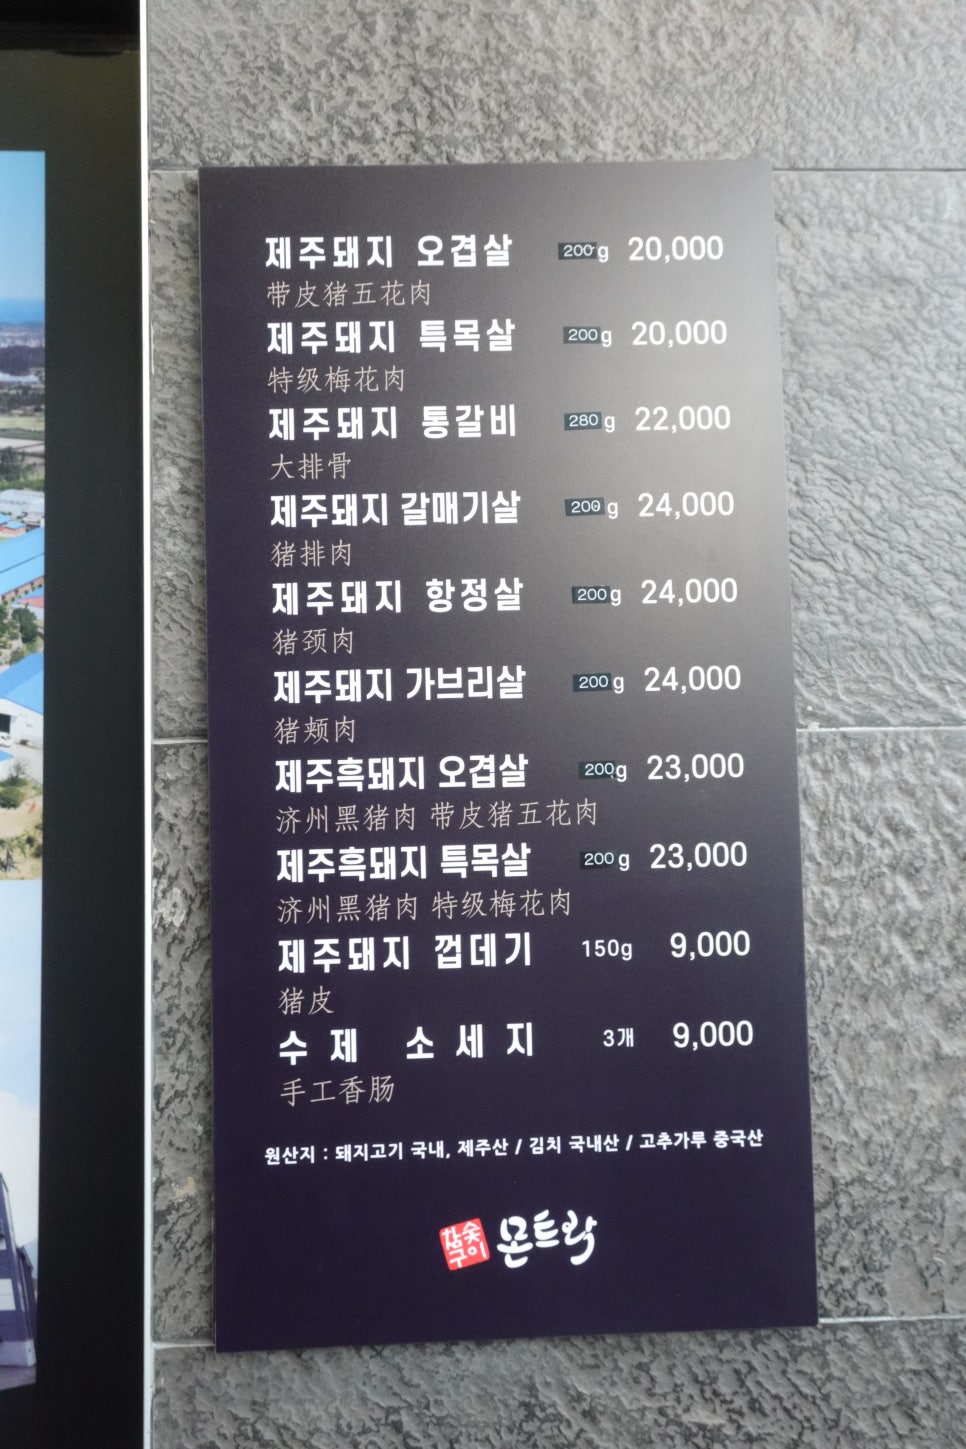 제주돼지 오겹살 200g 20,000
带皮猪五花肉
제주돼지 특목살 200g 20,000
特级梅花肉
제주돼지 통갈비 280g 22,000
大排骨
제주돼지 갈매기살 200g 24,000
猪排肉
제주돼지 항정살 200g 24,000
猪颈肉
제주돼지 가브리살 200g 24,000
猪颊肉
제주흑돼지 오겹살 200g 23,000
济州黑猪肉 带皮猪五花肉
제주흑돼지 특목살 200g 23,000
济州黑猪肉 特级梅花肉
제주돼지 껍데기 150g 9,000
猪皮
수제 소세지 3개 9,000
手工香肠
원산지 : 돼지고기 국내, 제주산 / 김치 국내산 / 고추가루 중국산
참숯구이 몬트락